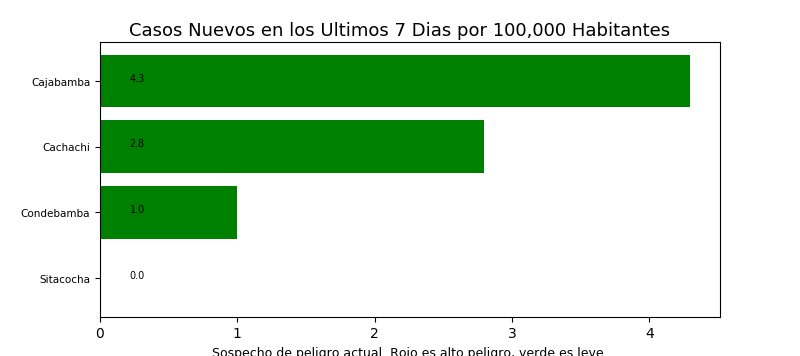 Casos Nuevos en los Ultimos 7 Dias por 100,000 Habitantes
Cajabamba
4.3
Cachachi
2.8
Condebamba
1.0
Sitacocha
0.0
0 1 2 3 4
Sospecho de peligro actual. Rojo es alto peligro, verde es leve